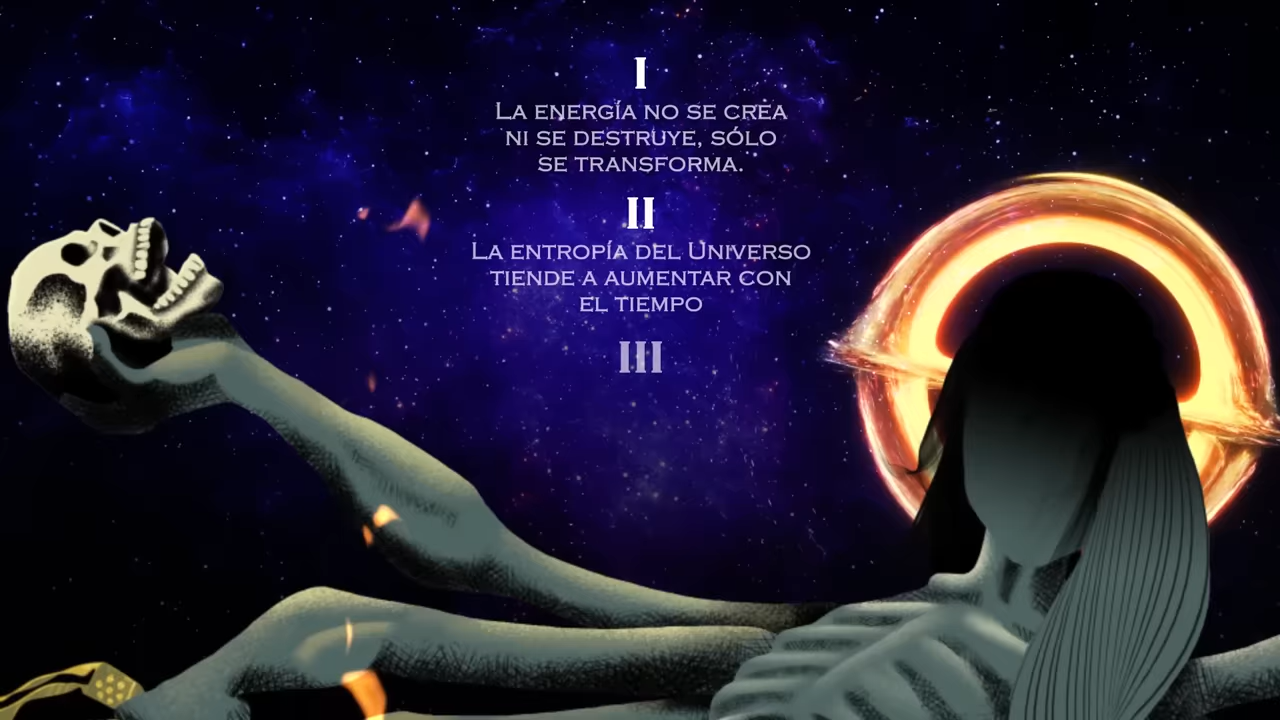 I
La energía no se crea
ni se destruye, sólo
se transforma.
II
La entropía del Universo
tiende a aumentar con
el tiempo
III